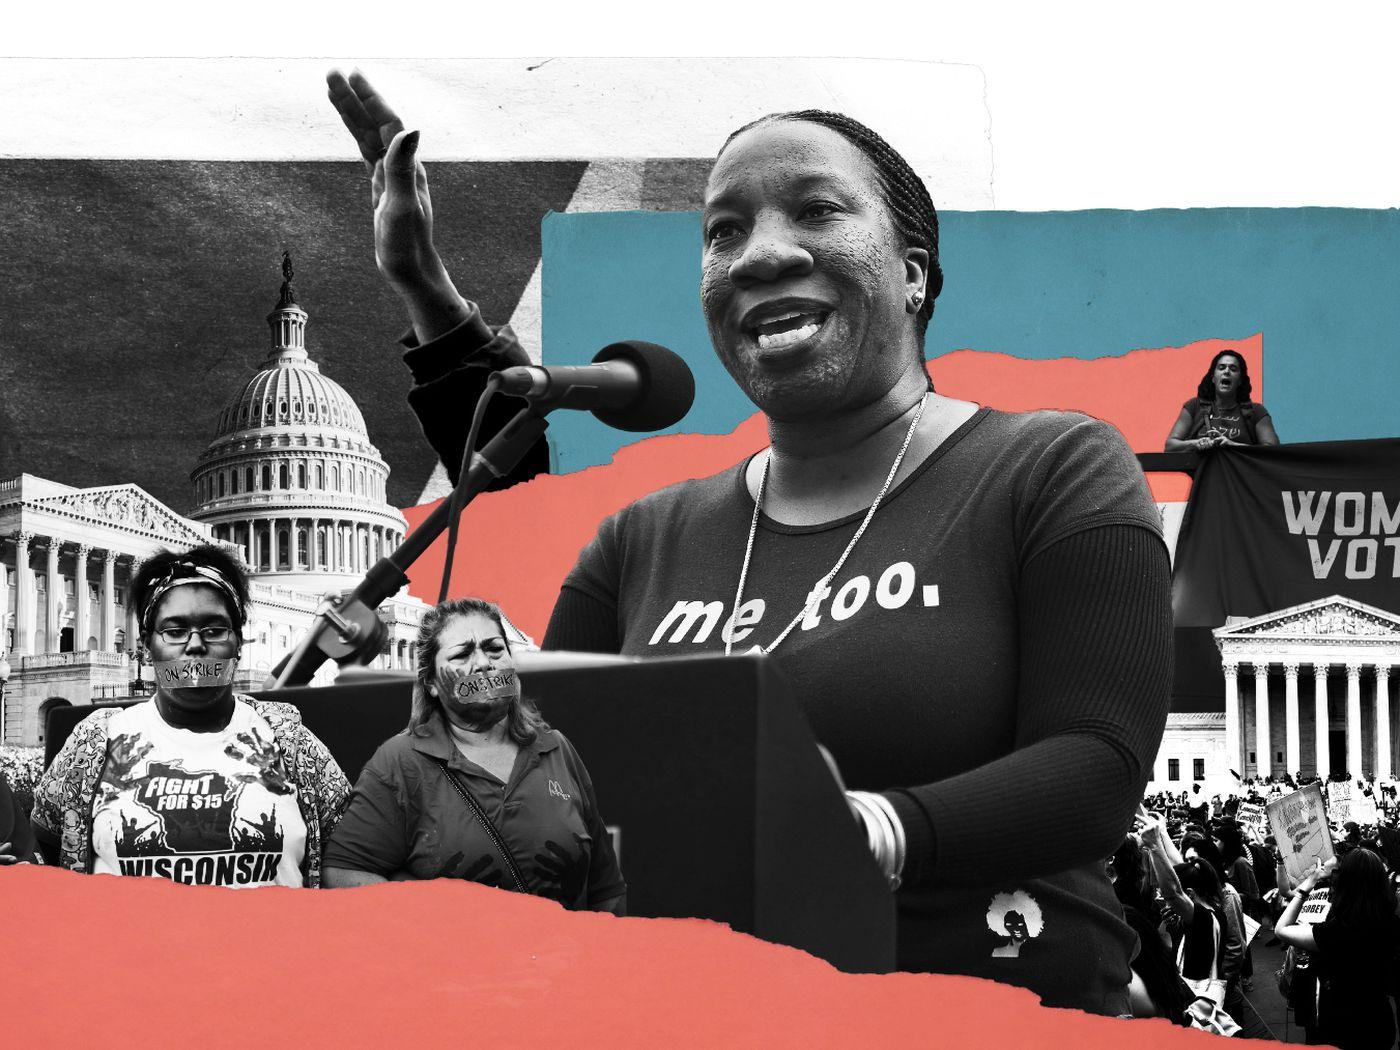 me too.
ON STRIKE
ON STRIKE
FIGHT
FOR $15
WISCONSIN
WOM
VOT